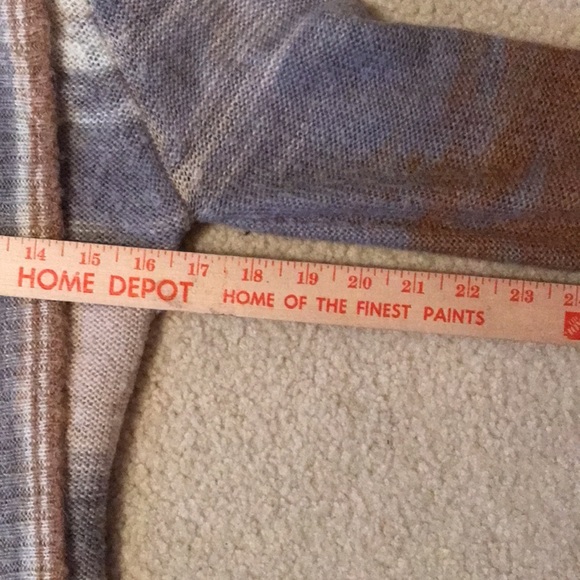 14 15 16 17 18 19 20 21 22 23
HOME DEPOT HOME OF THE FINEST PAINTS